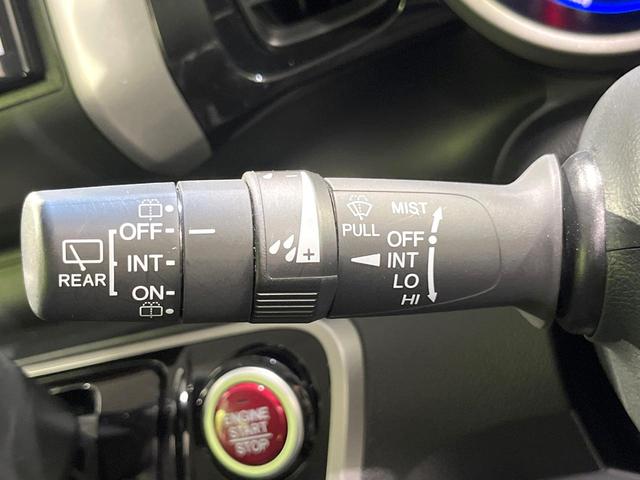 REAR
OFF
INT
ON
+
PULL
MIST
OFF
INT
LO
HI
ENGINE
START
STOP